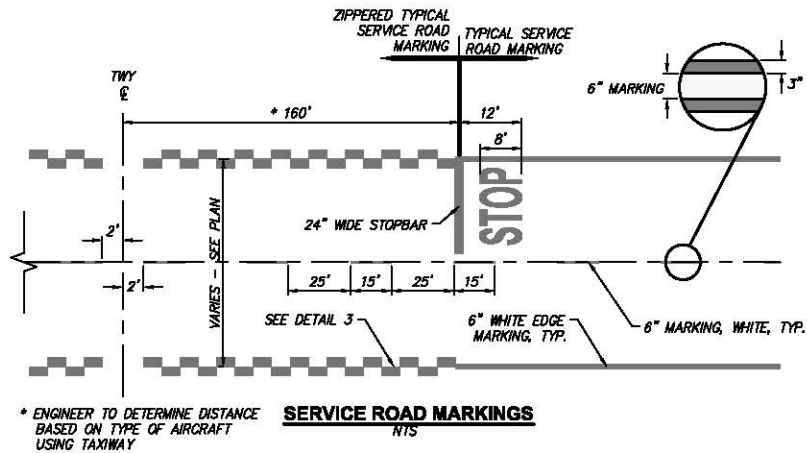 ZIPPERED TYPICAL
SERVICE ROAD
MARKING
TYPICAL SERVICE
ROAD MARKING
TWY
℄
* 160'
12'
8'
6" MARKING
3"
STOP
24" WIDE STOPBAR
2'
2'
VARIES - SEE PLAN
25'
15'
25'
15'
SEE DETAIL 3
6" WHITE EDGE
MARKING, TYP.
6" MARKING, WHITE, TYP.
* ENGINEER TO DETERMINE DISTANCE
BASED ON TYPE OF AIRCRAFT
USING TAXIWAY
SERVICE ROAD MARKINGS
NTS